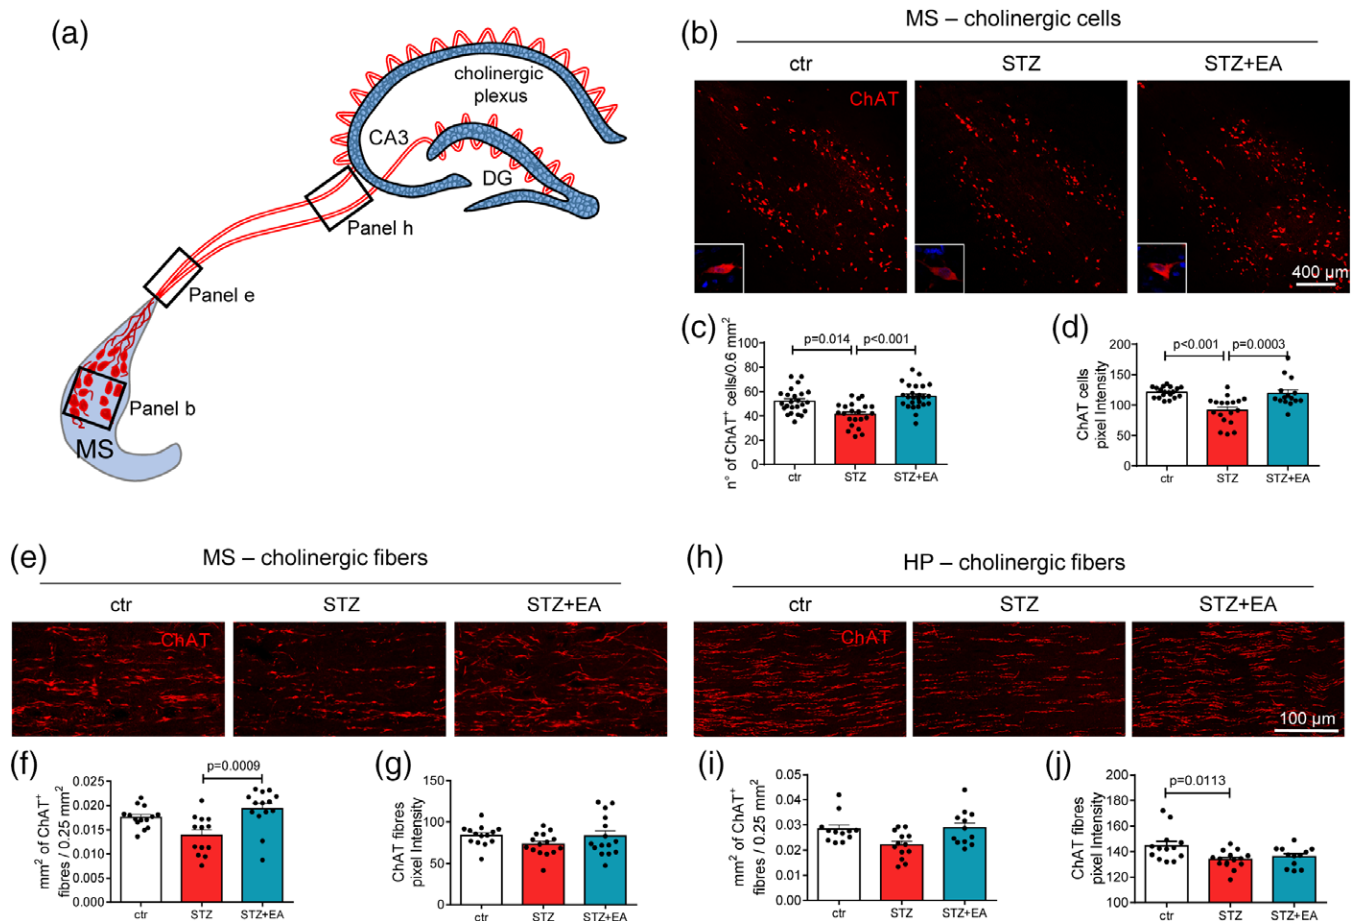 (a)
cholinergic
plexus
CA3
DG
Panel h
Panel e
Panel b
MS
(b)
MS – cholinergic cells
ctr
STZ
STZ+EA
ChAT
400 µm
(c)
n° of ChAT⁺ cells/0.6 mm²
100
80
60
40
20
0
p=0.014
p<0.001
ctr
STZ
STZ+EA
(d)
ChAT cells
pixel Intensity
200
150
100
50
0
p<0.001
p=0.0003
ctr
STZ
STZ+EA
(e)
MS – cholinergic fibers
ctr
STZ
STZ+EA
ChAT
(f)
mm² of ChAT⁺
fibres / 0.25 mm²
0.025
0.020
0.015
0.010
0.005
0.000
p=0.0009
ctr
STZ
STZ+EA
(g)
ChAT fibres
pixel Intensity
150
100
50
0
ctr
STZ
STZ+EA
(h)
HP – cholinergic fibers
ctr
STZ
STZ+EA
ChAT
100 µm
(i)
mm² of ChAT⁺
fibres / 0.25 mm²
0.05
0.04
0.03
0.02
0.01
0.00
ctr
STZ
STZ+EA
(j)
ChAT fibres
pixel Intensity
200
180
160
140
120
100
p=0.0113
ctr
STZ
STZ+EA